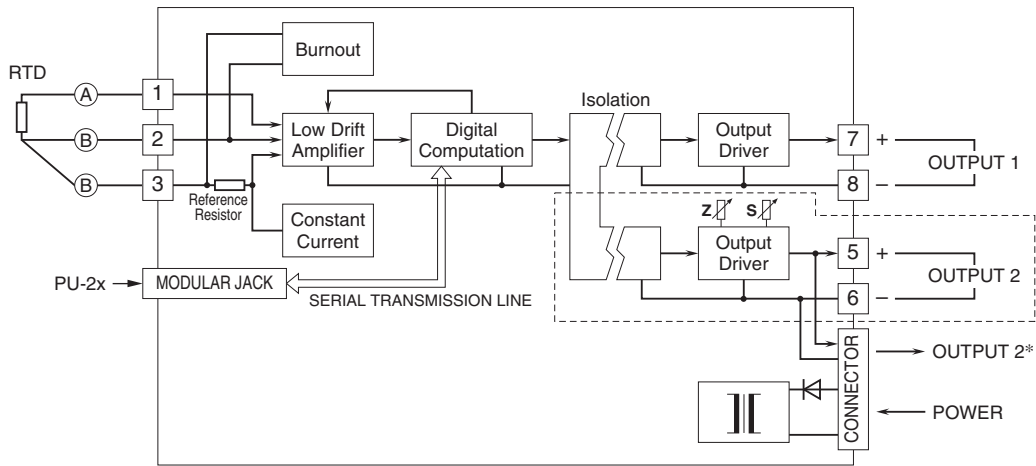 RTD
A
B
B
1
2
3
Burnout
Low Drift
Amplifier
Digital
Computation
Reference
Resistor
Constant
Current
Isolation
Output
Driver
7
+
8
−
OUTPUT 1
Z
S
Output
Driver
5
+
6
−
OUTPUT 2
PU-2x
MODULAR JACK
SERIAL TRANSMISSION LINE
CONNECTOR
OUTPUT 2*
POWER